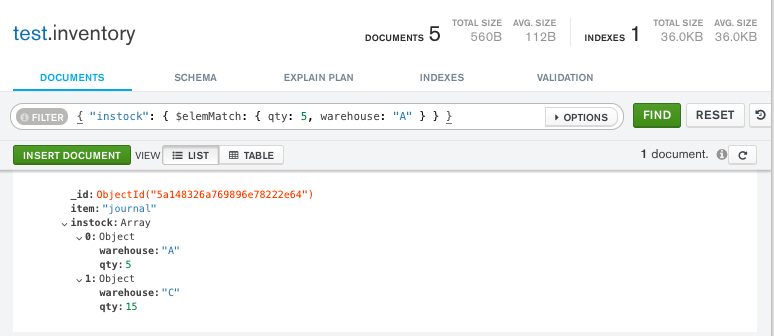 test.inventory
DOCUMENTS 5 TOTAL SIZE 560B AVG. SIZE 112B INDEXES 1 TOTAL SIZE 36.0KB AVG. SIZE 36.0KB
DOCUMENTS SCHEMA EXPLAIN PLAN INDEXES VALIDATION
FILTER { "instock": { $elemMatch: { qty: 5, warehouse: "A" } } } OPTIONS FIND RESET
INSERT DOCUMENT VIEW LIST TABLE 1 document.
_id: ObjectId("5a148326a769896e78222e64")
item: "journal"
instock: Array
0: Object
warehouse: "A"
qty: 5
1: Object
warehouse: "C"
qty: 15